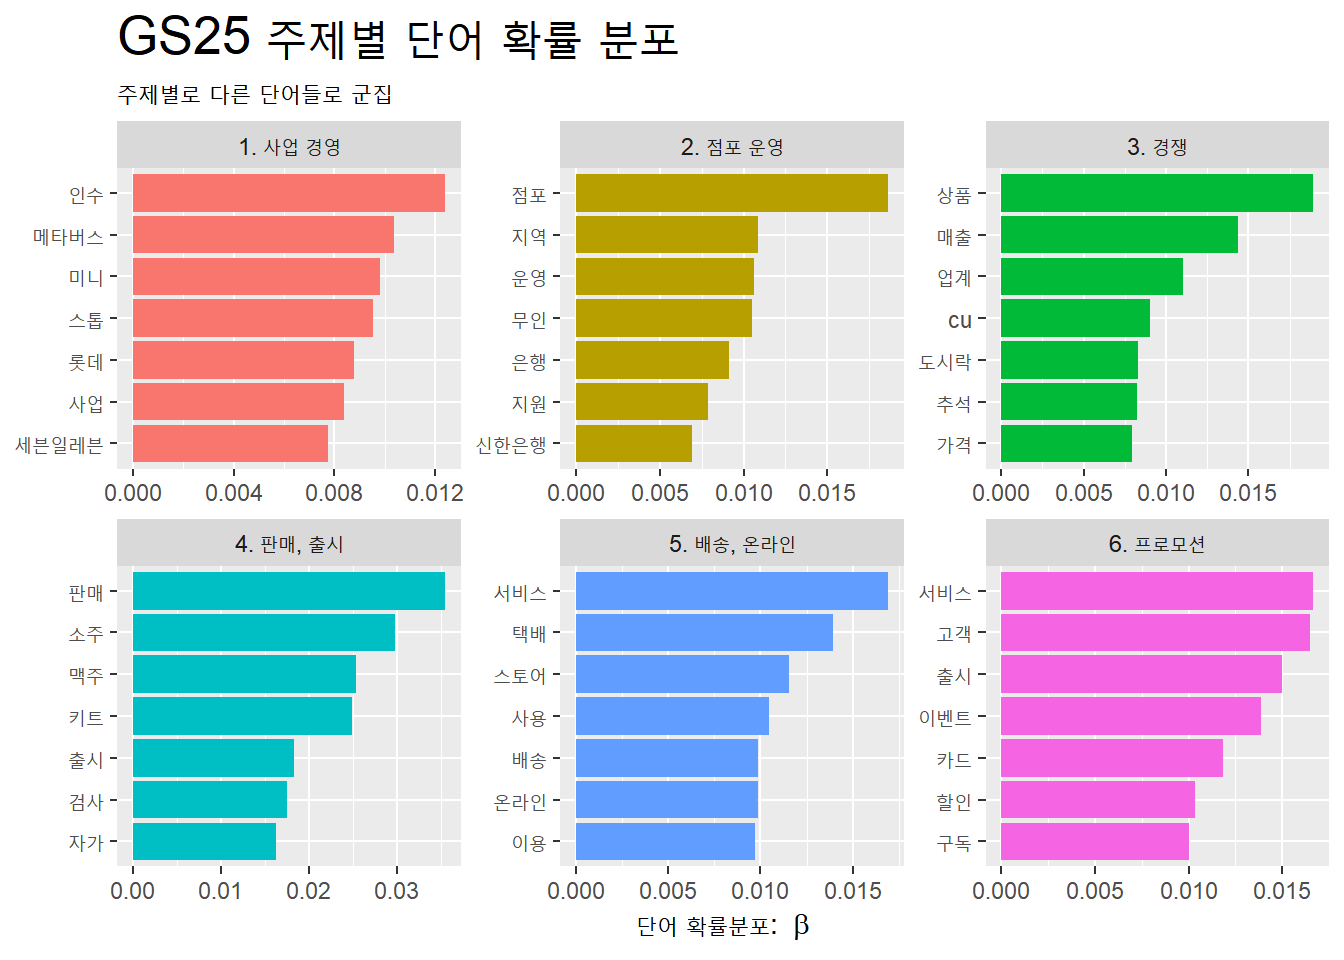 GS25 주제별 단어 확률 분포
주제별로 다른 단어들로 군집
1. 사업 경영
인수
메타버스
미니
스톱
롯데
사업
세븐일레븐
0.000 0.004 0.008 0.012
2. 점포 운영
점포
지역
운영
무인
은행
지원
신한은행
0.000 0.005 0.010 0.015
3. 경쟁
상품
매출
업계
cu
도시락
추석
가격
0.000 0.005 0.010 0.015
4. 판매, 출시
판매
소주
맥주
키트
출시
검사
자가
0.00 0.01 0.02 0.03
5. 배송, 온라인
서비스
택배
스토어
사용
배송
온라인
이용
0.000 0.005 0.010 0.015
6. 프로모션
서비스
고객
출시
이벤트
카드
할인
구독
0.000 0.005 0.010 0.015
단어 확률분포: β